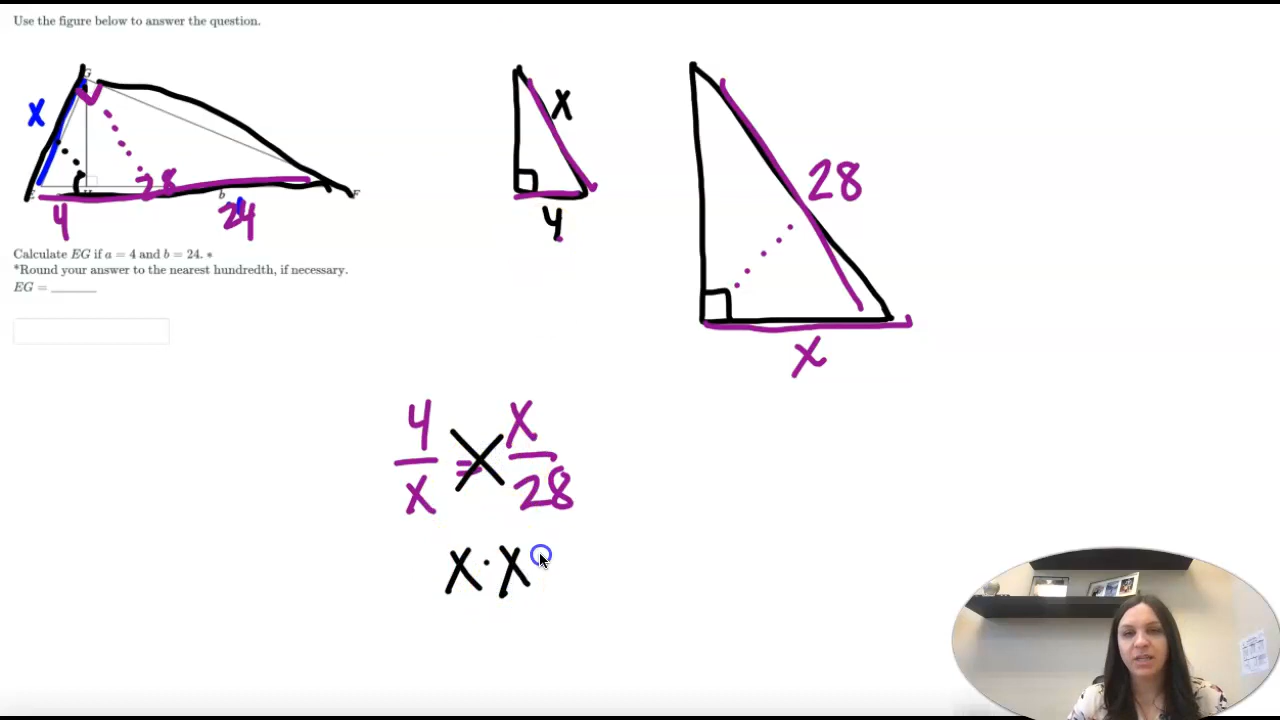 Use the figure below to answer the question.
G
x
28
E
H
b
F
4
24
x
4
28
x
Calculate EG if a = 4 and b = 24. *
*Round your answer to the nearest hundredth, if necessary.
EG = ______
4/x = x/28
x · x